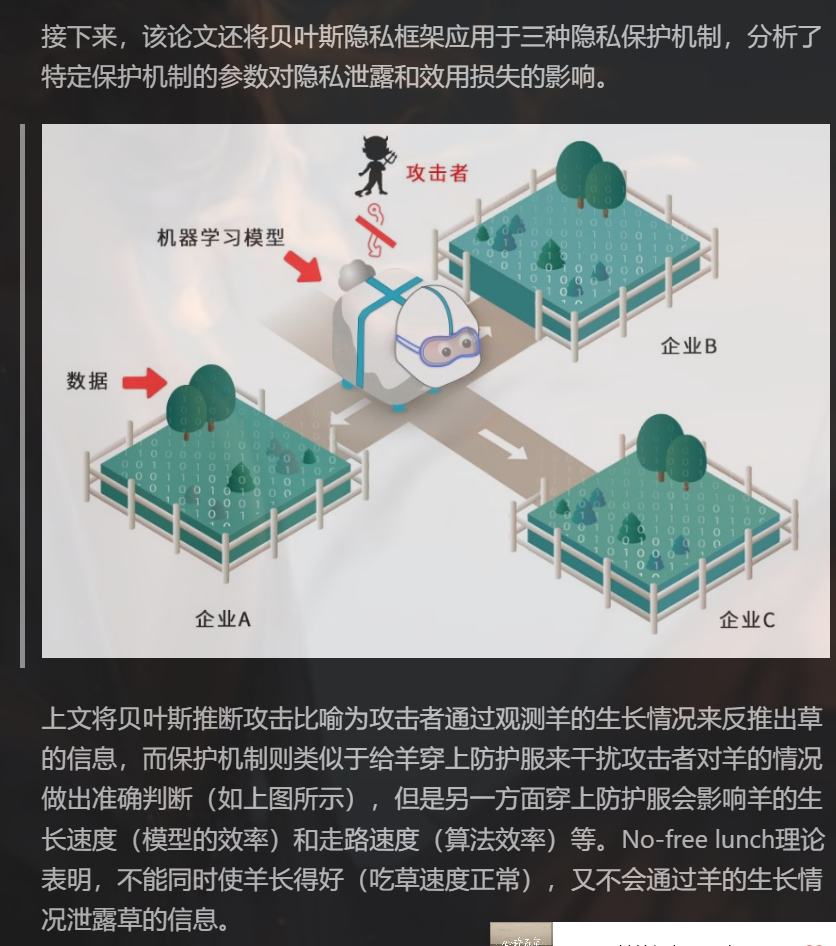 接下来，该论文还将贝叶斯隐私框架应用于三种隐私保护机制，分析了
特定保护机制的参数对隐私泄露和效用损失的影响。
攻击者
机器学习模型
企业B
数据
企业A
企业C
上文将贝叶斯推断攻击比喻为攻击者通过观测羊的生长情况来反推出草
的信息，而保护机制则类似于给羊穿上防护服来干扰攻击者对羊的情况
做出准确判断（如上图所示），但是另一方面穿上防护服会影响羊的生
长速度（模型的效率）和走路速度（算法效率）等。No-free lunch理论
表明，不能同时使羊长得好（吃草速度正常），又不会通过羊的生长情
况泄露草的信息。